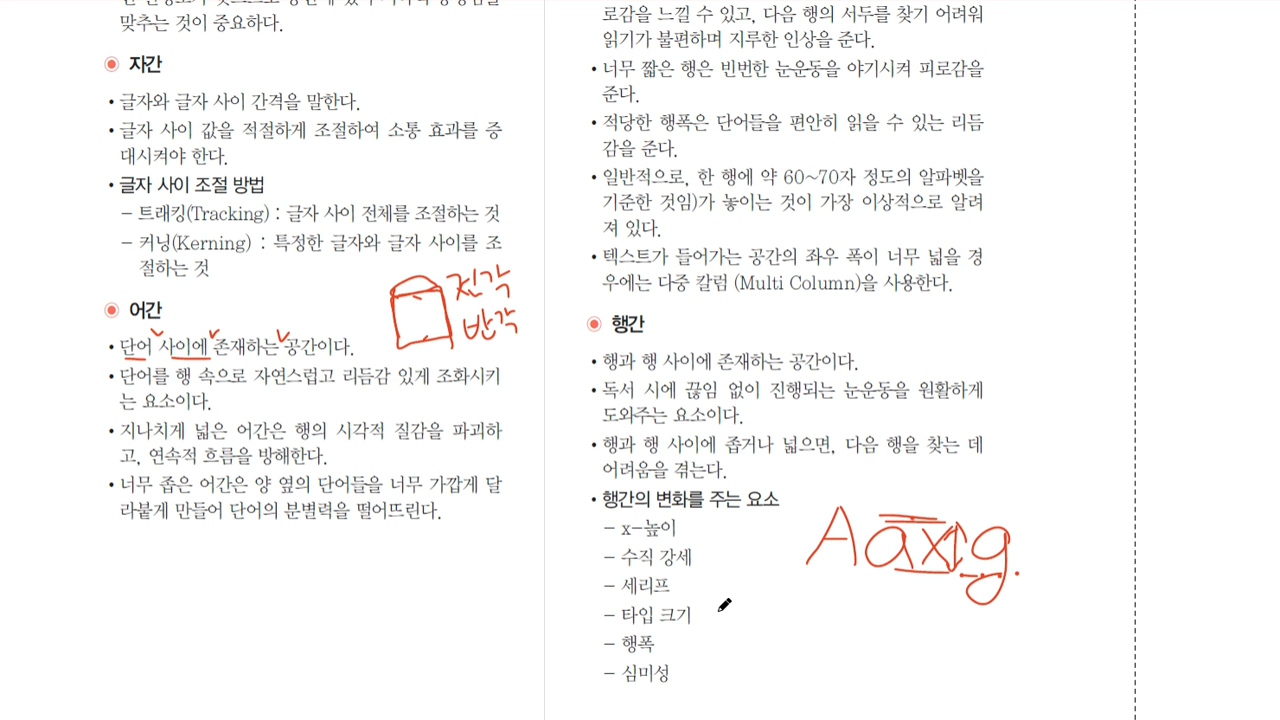 맞추는 것이 중요하다.
자간
• 글자와 글자 사이 간격을 말한다.
• 글자 사이 값을 적절하게 조절하여 소통 효과를 증
대시켜야 한다.
• 글자 사이 조절 방법
– 트래킹(Tracking) : 글자 사이 전체를 조절하는 것
– 커닝(Kerning) : 특정한 글자와 글자 사이를 조
절하는 것
전각
반각
어간
• 단어 사이에 존재하는 공간이다.
• 단어를 행 속으로 자연스럽고 리듬감 있게 조화시키
는 요소이다.
• 지나치게 넓은 어간은 행의 시각적 질감을 파괴하
고, 연속적 흐름을 방해한다.
• 너무 좁은 어간은 양 옆의 단어들을 너무 가깝게 달
라붙게 만들어 단어의 분별력을 떨어뜨린다.
로감을 느낄 수 있고, 다음 행의 서두를 찾기 어려워
읽기가 불편하며 지루한 인상을 준다.
• 너무 짧은 행은 빈번한 눈운동을 야기시켜 피로감을
준다.
• 적당한 행폭은 단어들을 편안히 읽을 수 있는 리듬
감을 준다.
• 일반적으로, 한 행에 약 60~70자 정도의 알파벳을
기준한 것임)가 놓이는 것이 가장 이상적으로 알려
져 있다.
• 텍스트가 들어가는 공간의 좌우 폭이 너무 넓을 경
우에는 다중 칼럼 (Multi Column)을 사용한다.
행간
• 행과 행 사이에 존재하는 공간이다.
• 독서 시에 끊임 없이 진행되는 눈운동을 원활하게
도와주는 요소이다.
• 행과 행 사이에 좁거나 넓으면, 다음 행을 찾는 데
어려움을 겪는다.
• 행간의 변화를 주는 요소
– x-높이
– 수직 강세
– 세리프
– 타입 크기
– 행폭
– 심미성
A a x g